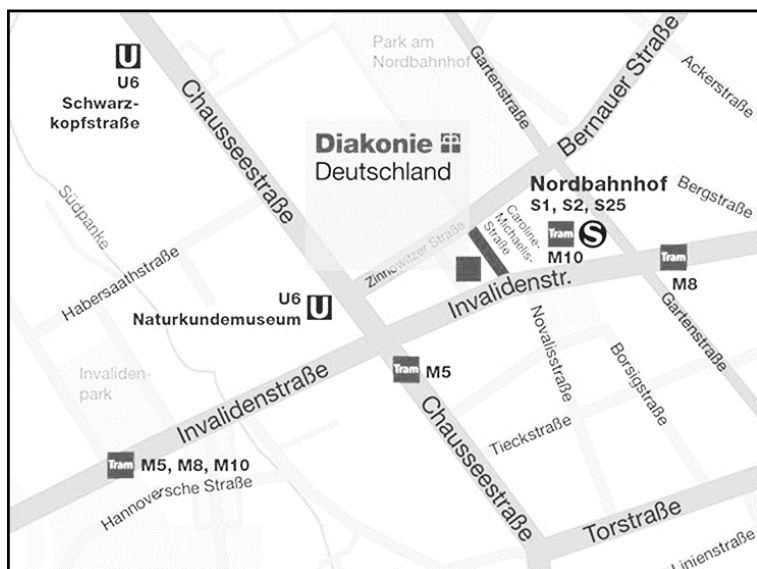 Park am
Nordbahnhof
U
U6
Schwarz-
kopfstraße
Chausseestraße
Gartenstraße
Bernauer Straße
Ackerstraße
Diakonie
Deutschland
Nordbahnhof
S1, S2, S25
Bergstraße
Südpanke
Habersaathstraße
Zinnowitzer Straße
Caroline-
Michaelis-
Straße
Tram
S
M10
Tram
M8
U6
Naturkundemuseum
U
Invalidenstr.
Gartenstraße
Novalisstraße
Borsigstraße
Invaliden-
park
Invalidenstraße
Tram
M5
Chausseestraße
Tieckstraße
Tram
M5, M8, M10
Hannoversche Straße
Torstraße
Linienstraße